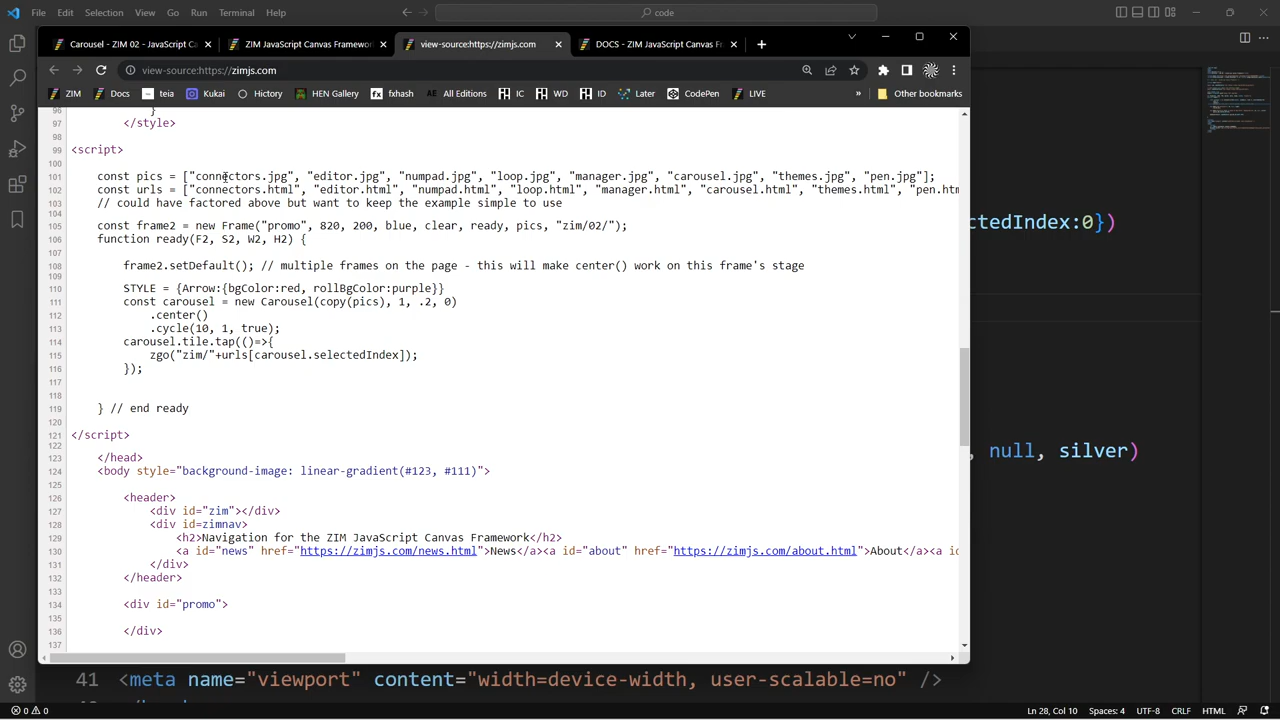 File Edit Selection View Go Run Terminal Help
code
Carousel - ZIM 02 - JavaScript Ca
ZIM JavaScript Canvas Framework
view-source:https://zimjs.com
DOCS - ZIM JavaScript Canvas Fr
view-source:https://zimjs.com
ZIM Docs teia Kukai History HEN Galler fxhash All Editions WD ID Later CodePen LIVE » Other bookmarks
96 }
97 </style>
98
99 <script>
100
101 const pics = ["connectors.jpg", "editor.jpg", "numpad.jpg", "loop.jpg", "manager.jpg", "carousel.jpg", "themes.jpg", "pen.jpg"];
102 const urls = ["connectors.html", "editor.html", "numpad.html", "loop.html", "manager.html", "carousel.html", "themes.html", "pen.htm
103 // could have factored above but want to keep the example simple to use
104
105 const frame2 = new Frame("promo", 820, 200, blue, clear, ready, pics, "zim/02/");
106 function ready(F2, S2, W2, H2) {
107
108 frame2.setDefault(); // multiple frames on the page - this will make center() work on this frame's stage
109
110 STYLE = {Arrow:{bgColor:red, rollBgColor:purple}}
111 const carousel = new Carousel(copy(pics), 1, .2, 0)
112 .center()
113 .cycle(10, 1, true);
114 carousel.tile.tap(()=>{
115 zgo("zim/"+urls[carousel.selectedIndex]);
116 });
117
118
119 } // end ready
120
121 </script>
122
123 </head>
124 <body style="background-image: linear-gradient(#123, #111)">
125
126 <header>
127 <div id="zim"></div>
128 <div id=zimnav>
129 <h2>Navigation for the ZIM JavaScript Canvas Framework</h2>
130 <a id="news" href="https://zimjs.com/news.html">News</a><a id="about" href="https://zimjs.com/about.html">About</a><a id
131 </div>
132 </header>
133
134 <div id="promo">
135
136 </div>
137
ctedIndex:0})
, null, silver)
41 <meta name="viewport" content="width=device-width, user-scalable=no" />
0 0 Ln 28, Col 10 Spaces: 4 UTF-8 CRLF HTML